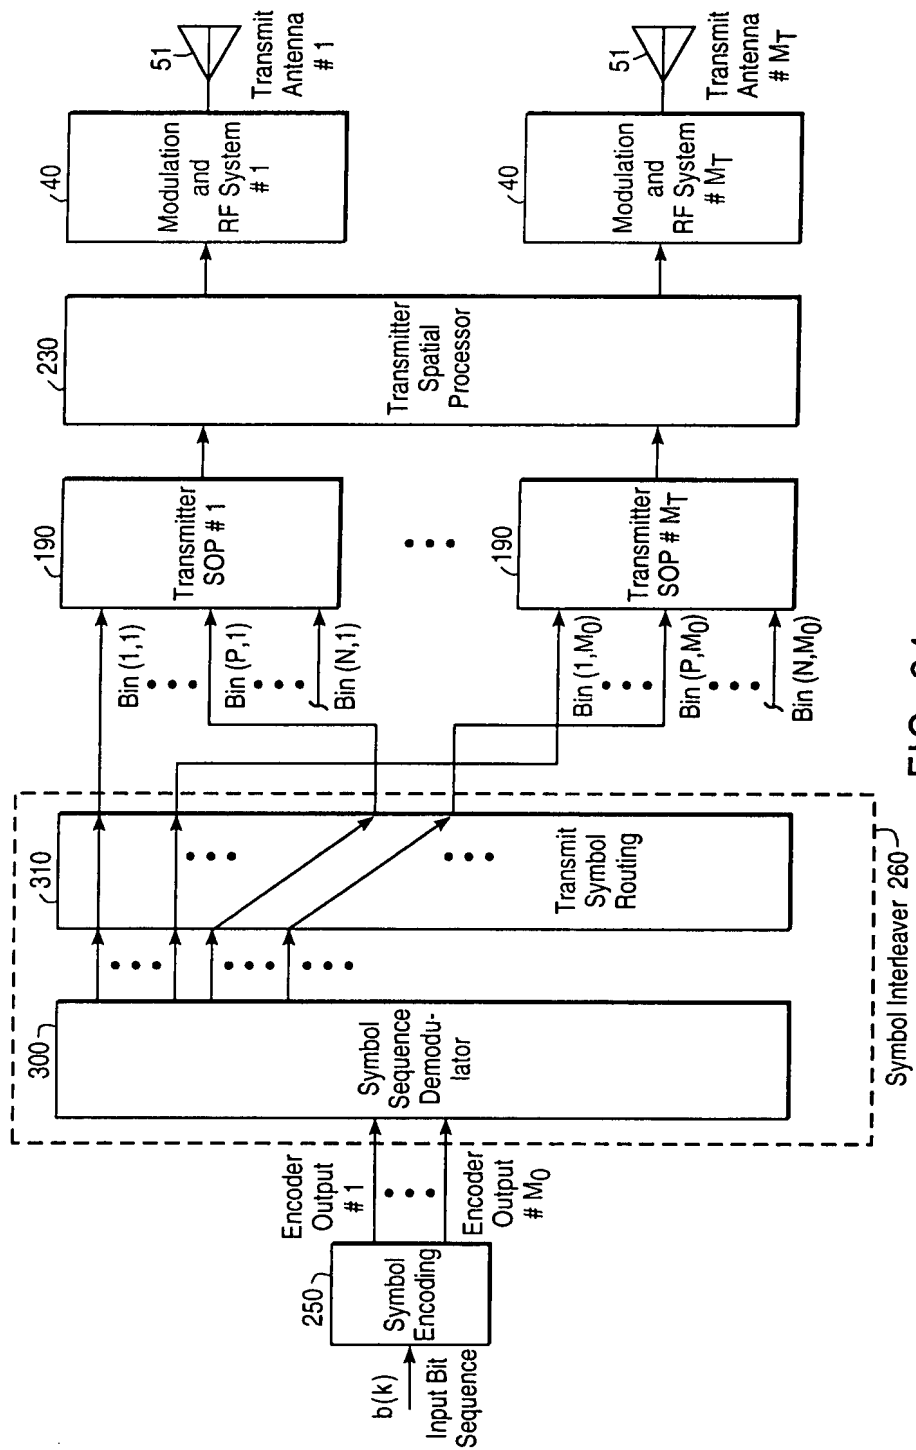 b(k)
Input Bit
Sequence
250
Symbol
Encoding
Encoder
Output
# 1
Encoder
Output
# M0
300
Symbol
Sequence
Demodu-
lator
310
Transmit
Symbol
Routing
Symbol Interleaver 260
Bin (1,1)
Bin (P,1)
Bin (N,1)
Bin (1,M0)
Bin (P,M0)
Bin (N,M0)
190
Transmitter
SOP # 1
190
Transmitter
SOP # MT
230
Transmitter
Spatial
Processor
40
Modulation
and
RF System
# 1
40
Modulation
and
RF System
# MT
51
Transmit
Antenna
# 1
51
Transmit
Antenna
# MT